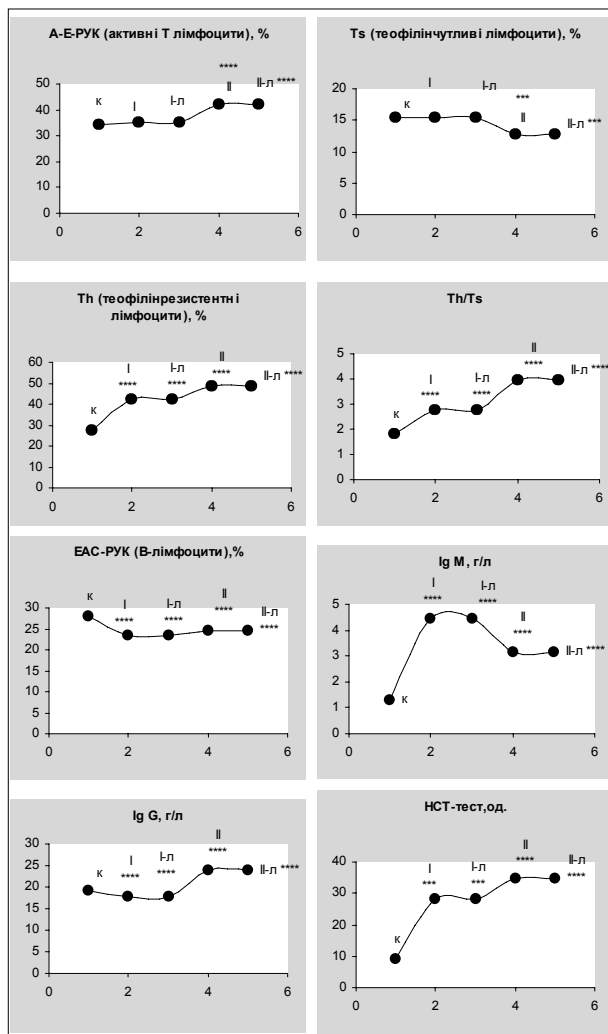 А-Е-РУК (активні Т лімфоцити), %
****
к
І
І-л
ІІ
ІІ-л ****
50
40
30
20
10
0
0 2 4 6
Ts (теофілінчутливі лімфоцити), %
к
І
І-л
***
ІІ
ІІ-л ***
20
15
10
5
0
0 2 4 6
Th (теофілінрезистентні
лімфоцити), %
к
І
****
І-л
****
ІІ
****
ІІ-л ****
60
50
40
30
20
10
0
0 2 4 6
Th/Ts
к
І
****
І-л
****
ІІ
****
ІІ-л ****
5
4
3
2
1
0
0 2 4 6
ЕАС-РУК (В-лімфоцити),%
к
І
****
І-л
****
ІІ
****
ІІ-л
****
30
25
20
15
10
5
0
0 2 4 6
Ig M, г/л
к
І
****
І-л
****
ІІ
****
ІІ-л ****
5
4
3
2
1
0
0 2 4 6
Ig G, г/л
к
І
****
І-л
****
ІІ
****
ІІ-л ****
30
25
20
15
10
5
0
0 2 4 6
НСТ-тест,од.
к
І
***
І-л
***
ІІ
****
ІІ-л
****
40
30
20
10
0
0 2 4 6